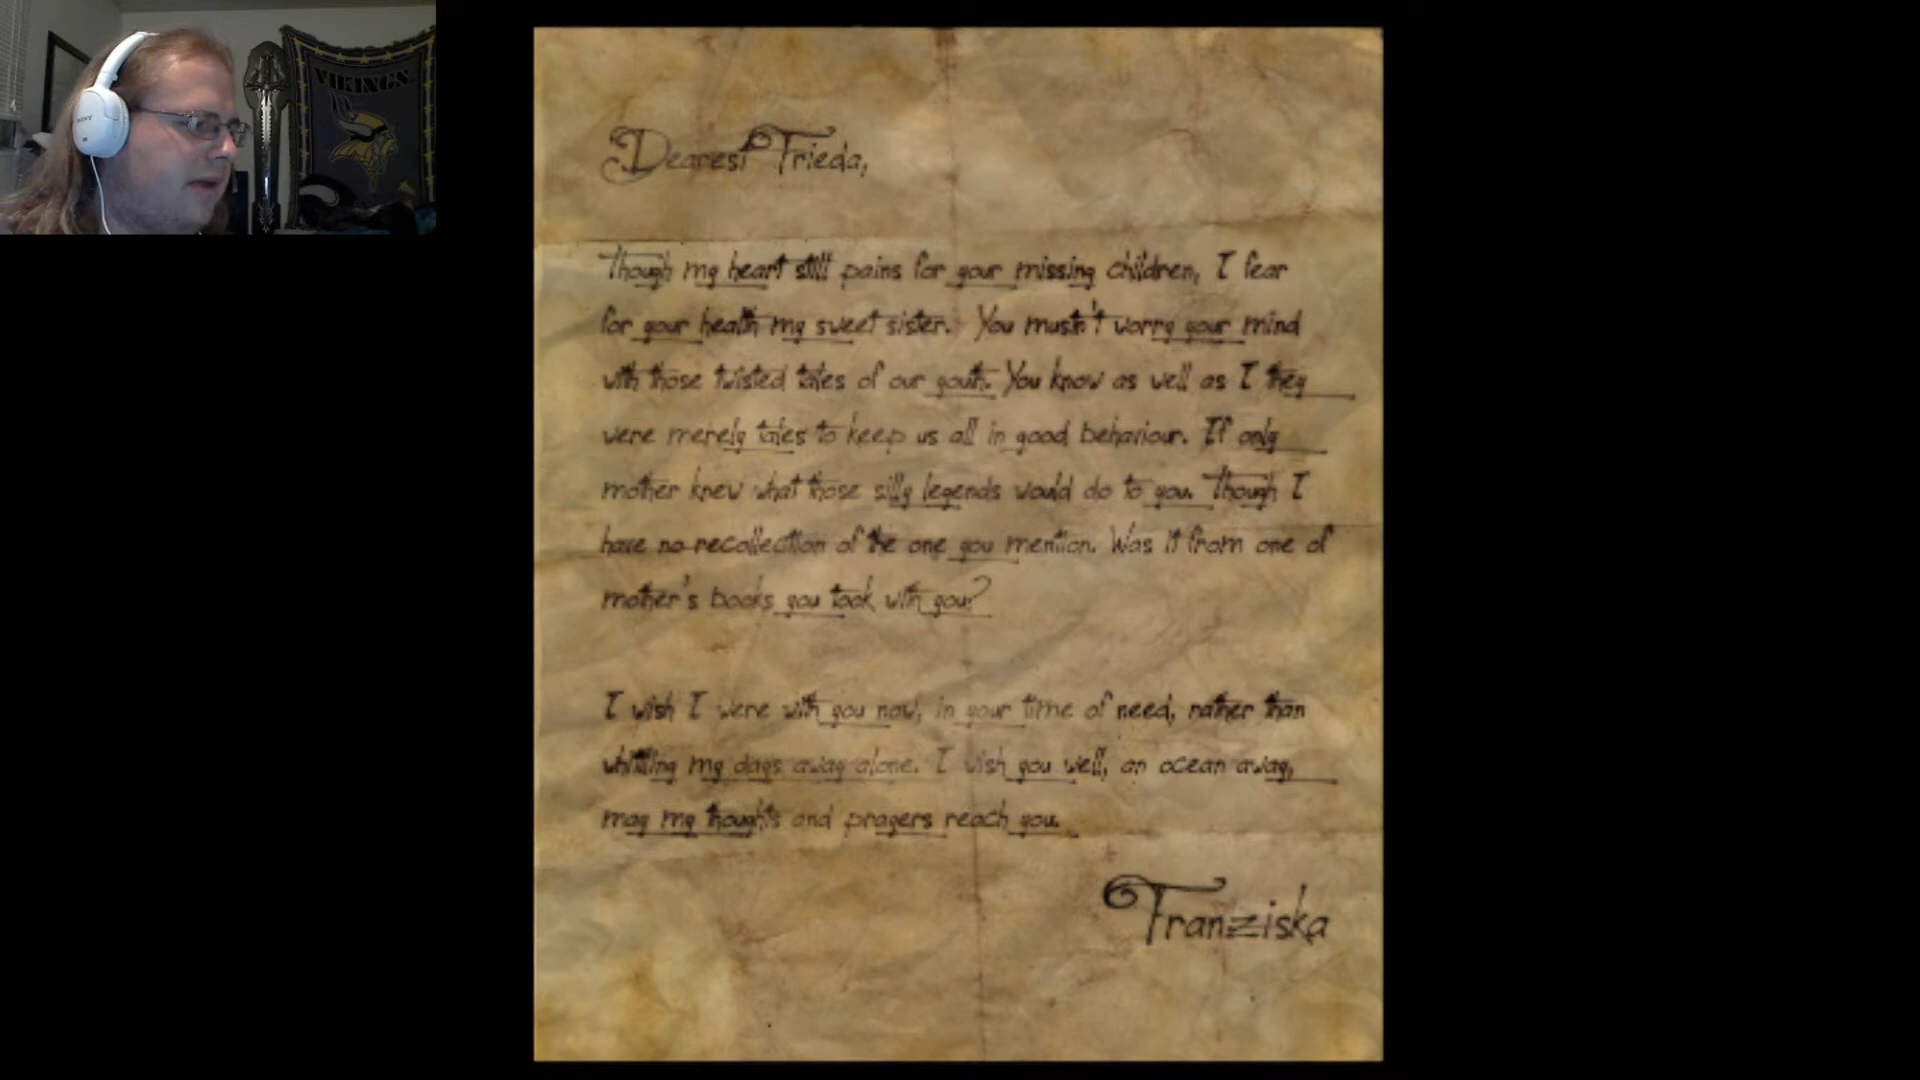 VIKINGS
SONY
Dearest Frieda,
Though my heart still pains for your missing children, I fear
for your health my sweet sister. You mustn't worry your mind
with those twisted tales of our youth. You know as well as I they
were merely tales to keep us all in good behaviour. If only
mother knew what those silly legends would do to you. Though I
have no recollection of the one you mention. Was it from one of
mother's books you took with you?
I wish I were with you now, in your time of need, rather than
whittling my days away alone. I wish you well, an ocean away,
may my thoughts and prayers reach you.
Franziska